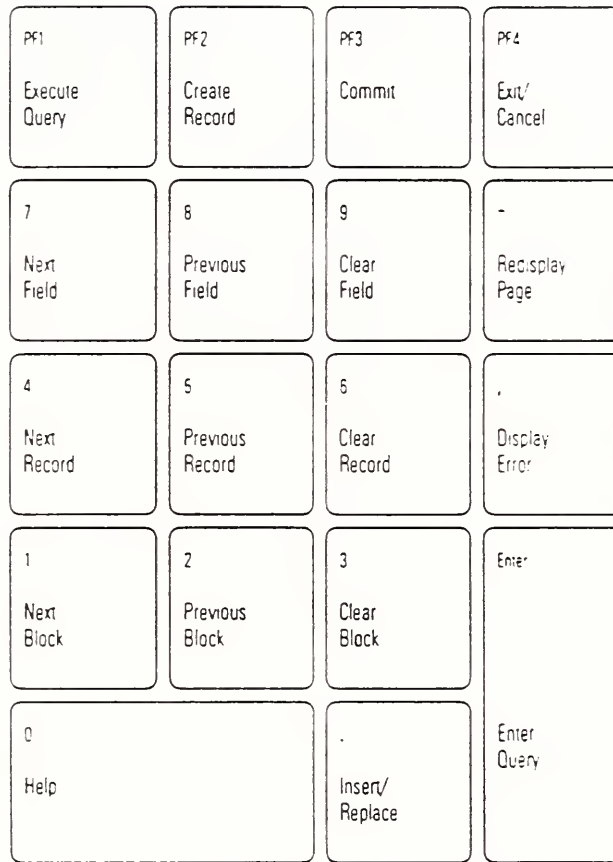 PF1
Execute
Query
PF2
Create
Record
PF3
Commit
PF4
Exit/
Cancel
7
Next
Field
8
Previous
Field
9
Clear
Field
-
Redisplay
Page
4
Next
Record
5
Previous
Record
6
Clear
Record
,
Display
Error
1
Next
Block
2
Previous
Block
3
Clear
Block
Enter
Enter
Query
0
Help
.
Insert/
Replace